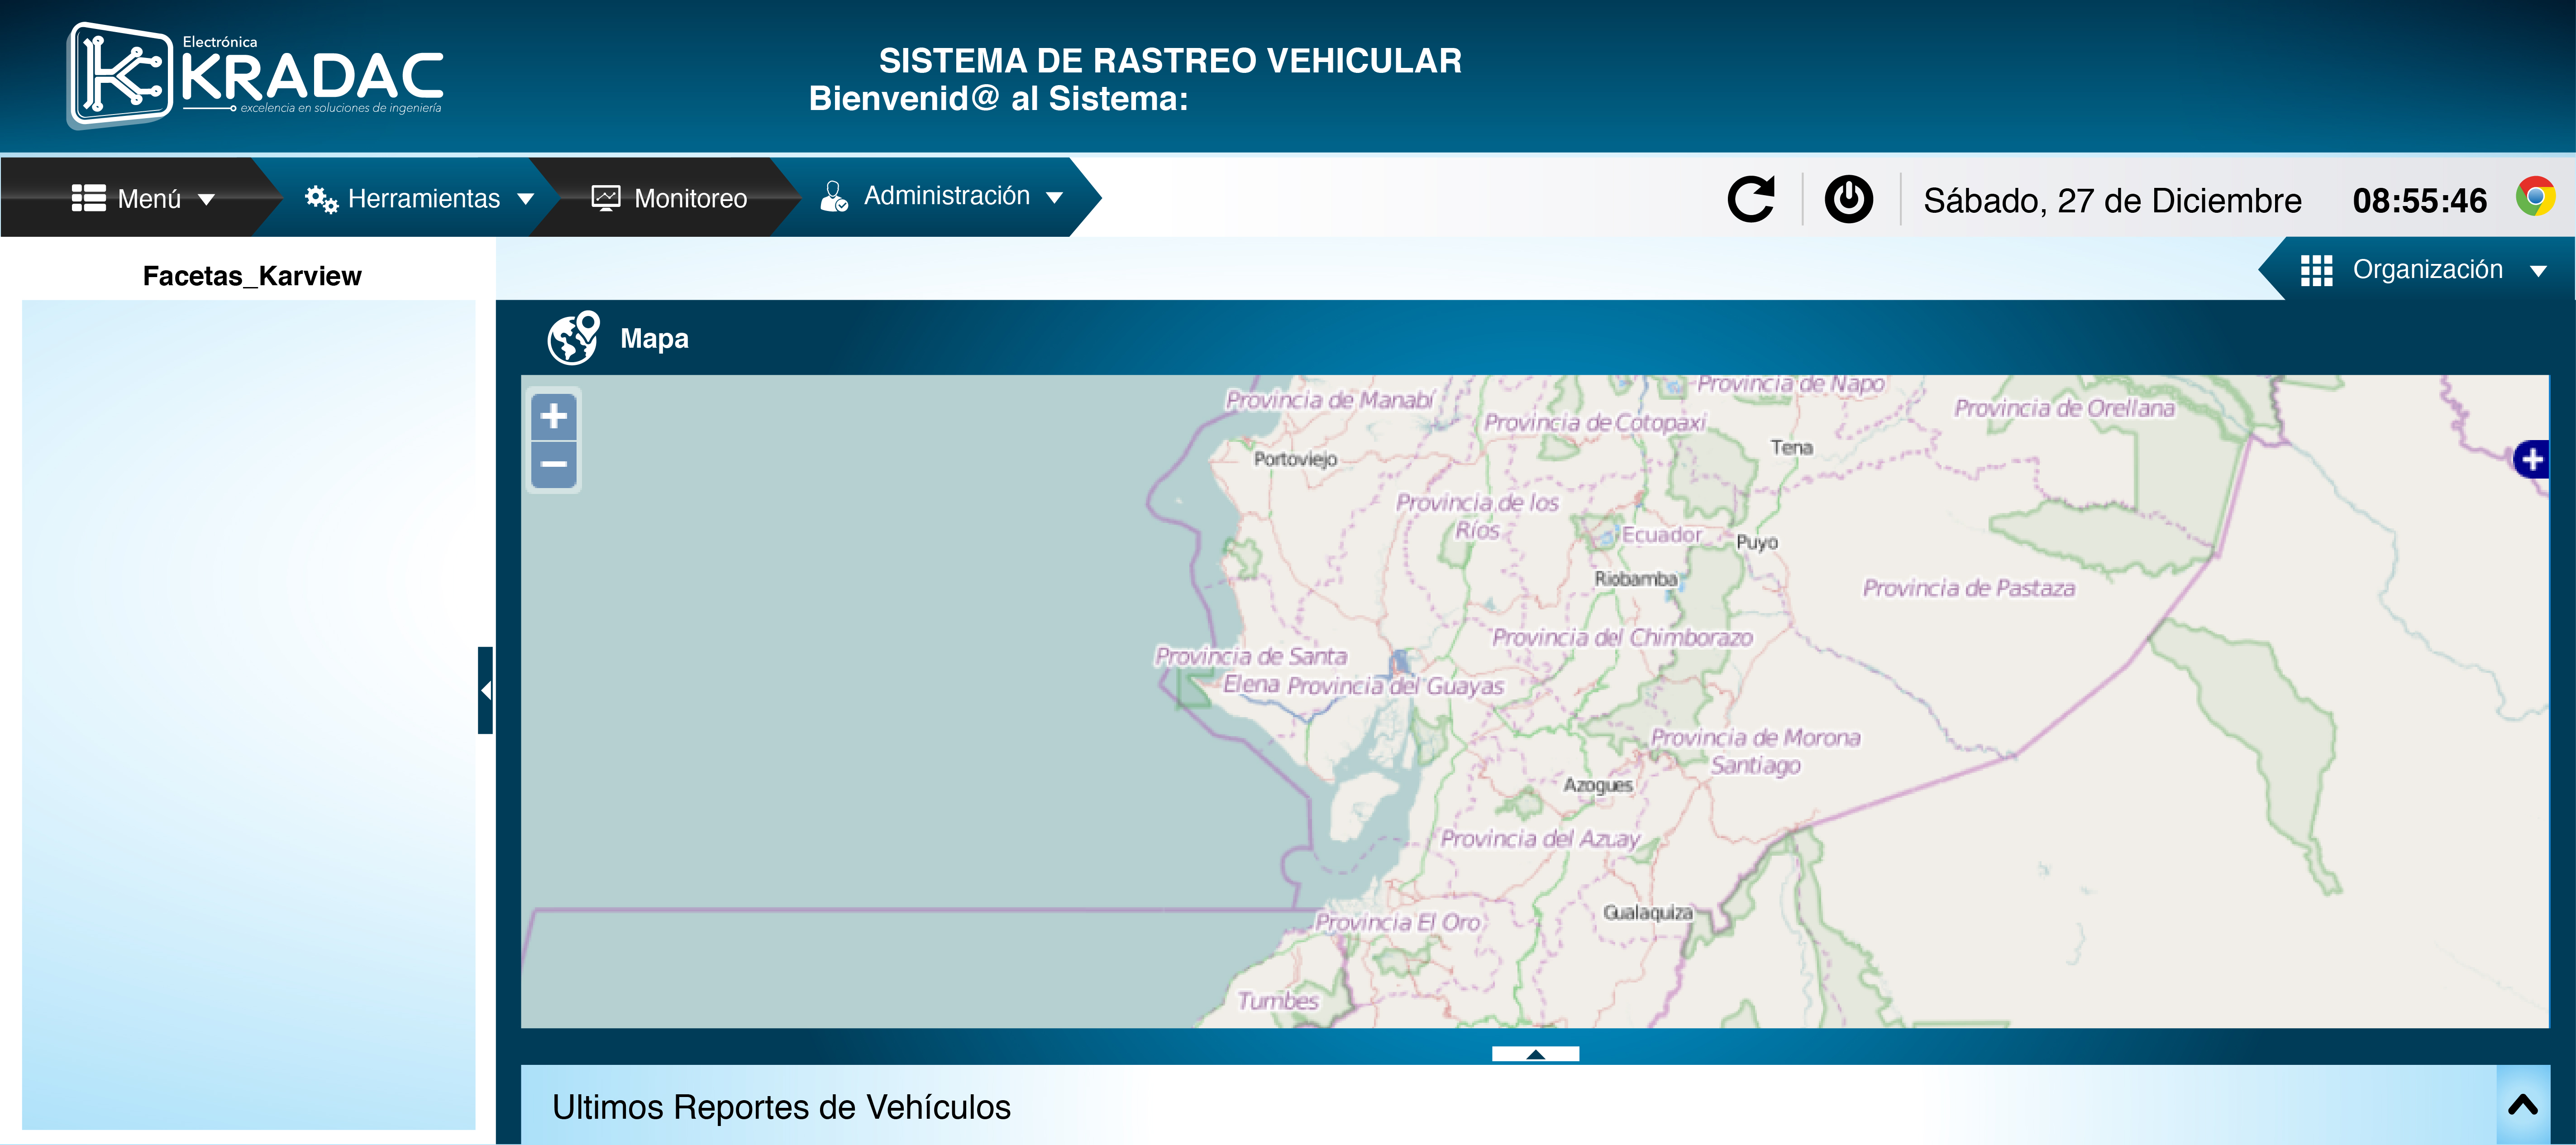 Electrónica
KRADAC
excelencia en soluciones de ingeniería
SISTEMA DE RASTREO VEHICULAR
Bienvenid@ al Sistema:
Menú
Herramientas
Monitoreo
Administración
Sábado, 27 de Diciembre
08:55:46
Facetas_Karview
Organización
Mapa
Provincia de Napo
Provincia de Manabí
Provincia de Orellana
Provincia de Cotopaxi
Tena
Portoviejo
Provincia de los
Ríos
Ecuador
Puyo
Riobamba
Provincia de Pastaza
Provincia del Chimborazo
Provincia de Santa
Elena
Provincia del Guayas
Provincia de Morona
Santiago
Azogues
Provincia del Azuay
Gualaquiza
Provincia El Oro
Tumbes
Ultimos Reportes de Vehículos